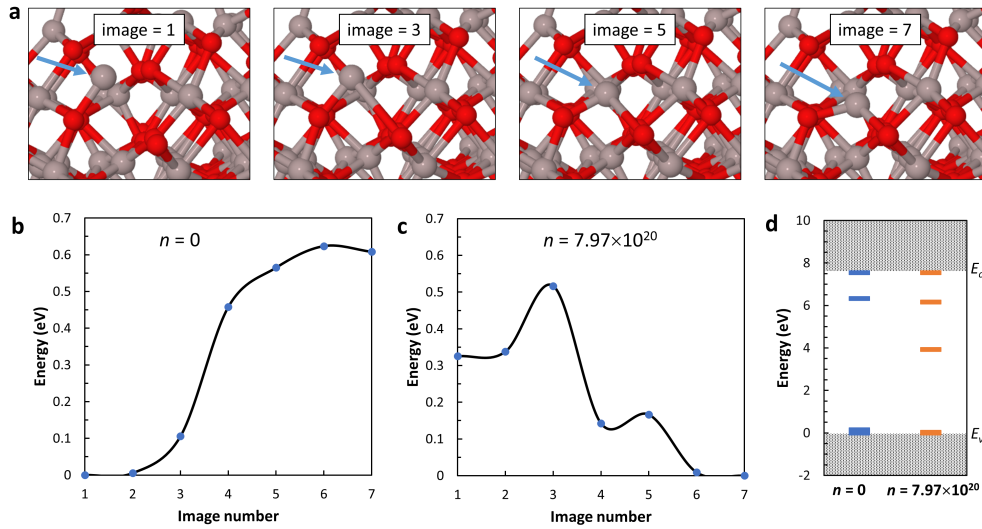 a
image = 1
image = 3
image = 5
image = 7
b
n = 0
Energy (eV)
0.7
0.6
0.5
0.4
0.3
0.2
0.1
0
1 2 3 4 5 6 7
Image number
c
n = 7.97×10²⁰
Energy (eV)
0.7
0.6
0.5
0.4
0.3
0.2
0.1
0
1 2 3 4 5 6 7
Image number
d
Energy (eV)
10
8
6
4
2
0
-2
Ec
Ev
n = 0 n = 7.97×10²⁰